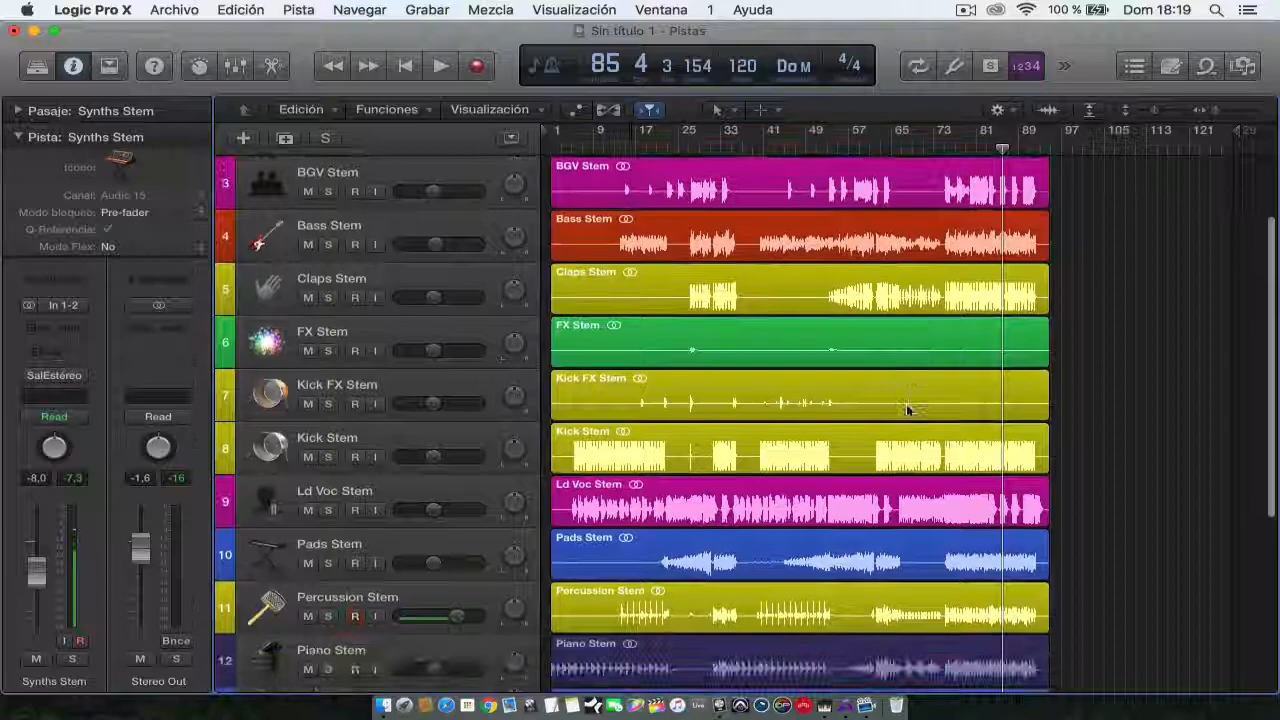 Logic Pro X Archivo Edición Pista Navegar Grabar Mezcla Visualización Ventana 1 Ayuda 100 % Dom 18:19
Sin título 1 - Pistas
85 4 3 154 120 Do M 4/4
1234
Pasaje: Synths Stem
Edición Funciones Visualización
Pista: Synths Stem
S
1 9 17 25 33 41 49 57 65 73 81 89 97 105 113 121 129
Icono:
Canal: Audio 15
Modo bloqueo: Pre-fader
Q-Referencia: ✓
Modo Flex: No
In 1-2
SalEstéreo
Read Read
-8,0 -7,3 -1,6 -16
I R Bnce
M S M S
Synths Stem Stereo Out
3 BGV Stem
M S R I
BGV Stem
4 Bass Stem
M S R I
Bass Stem
5 Claps Stem
M S R I
Claps Stem
6 FX Stem
M S R I
FX Stem
7 Kick FX Stem
M S R I
Kick FX Stem
8 Kick Stem
M S R I
Kick Stem
9 Ld Voc Stem
M S R I
Ld Voc Stem
10 Pads Stem
M S R I
Pads Stem
11 Percussion Stem
M S R I
Percussion Stem
12 Piano Stem
M S R I
Piano Stem
Live